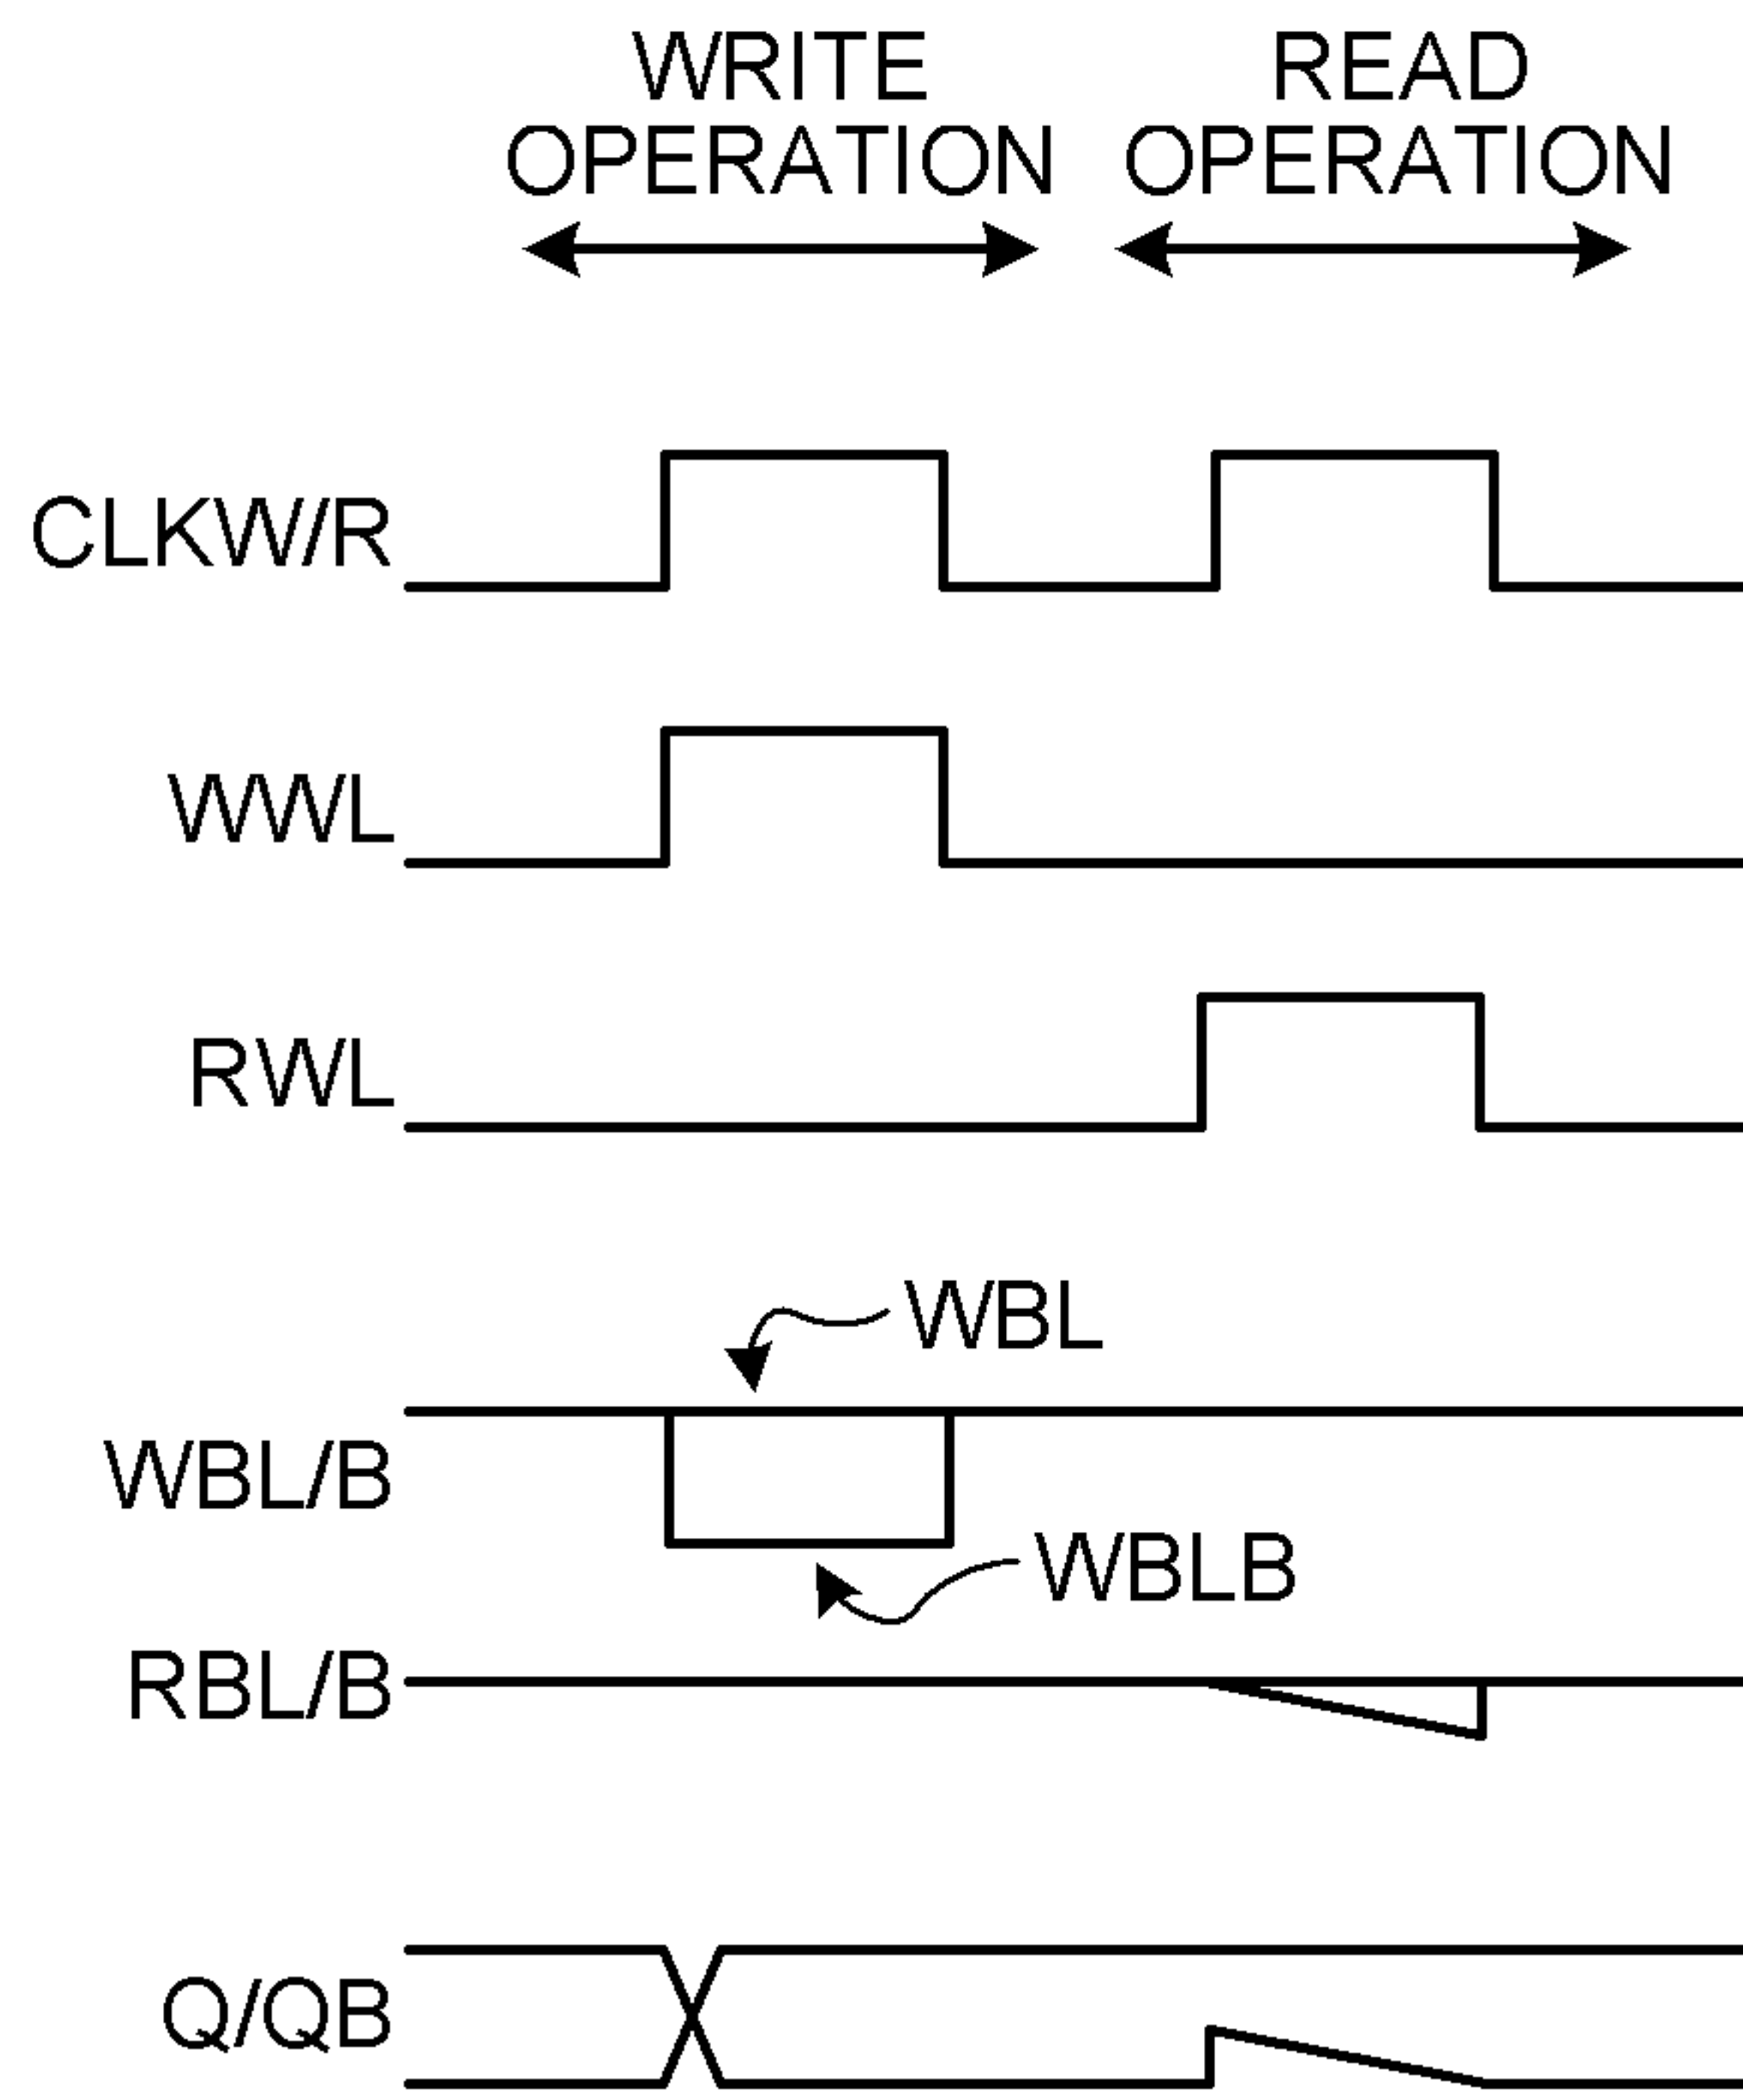 WRITE
OPERATION
READ
OPERATION
CLKW/R
WWL
RWL
WBL
WBL/B
WBLB
RBL/B
Q/QB